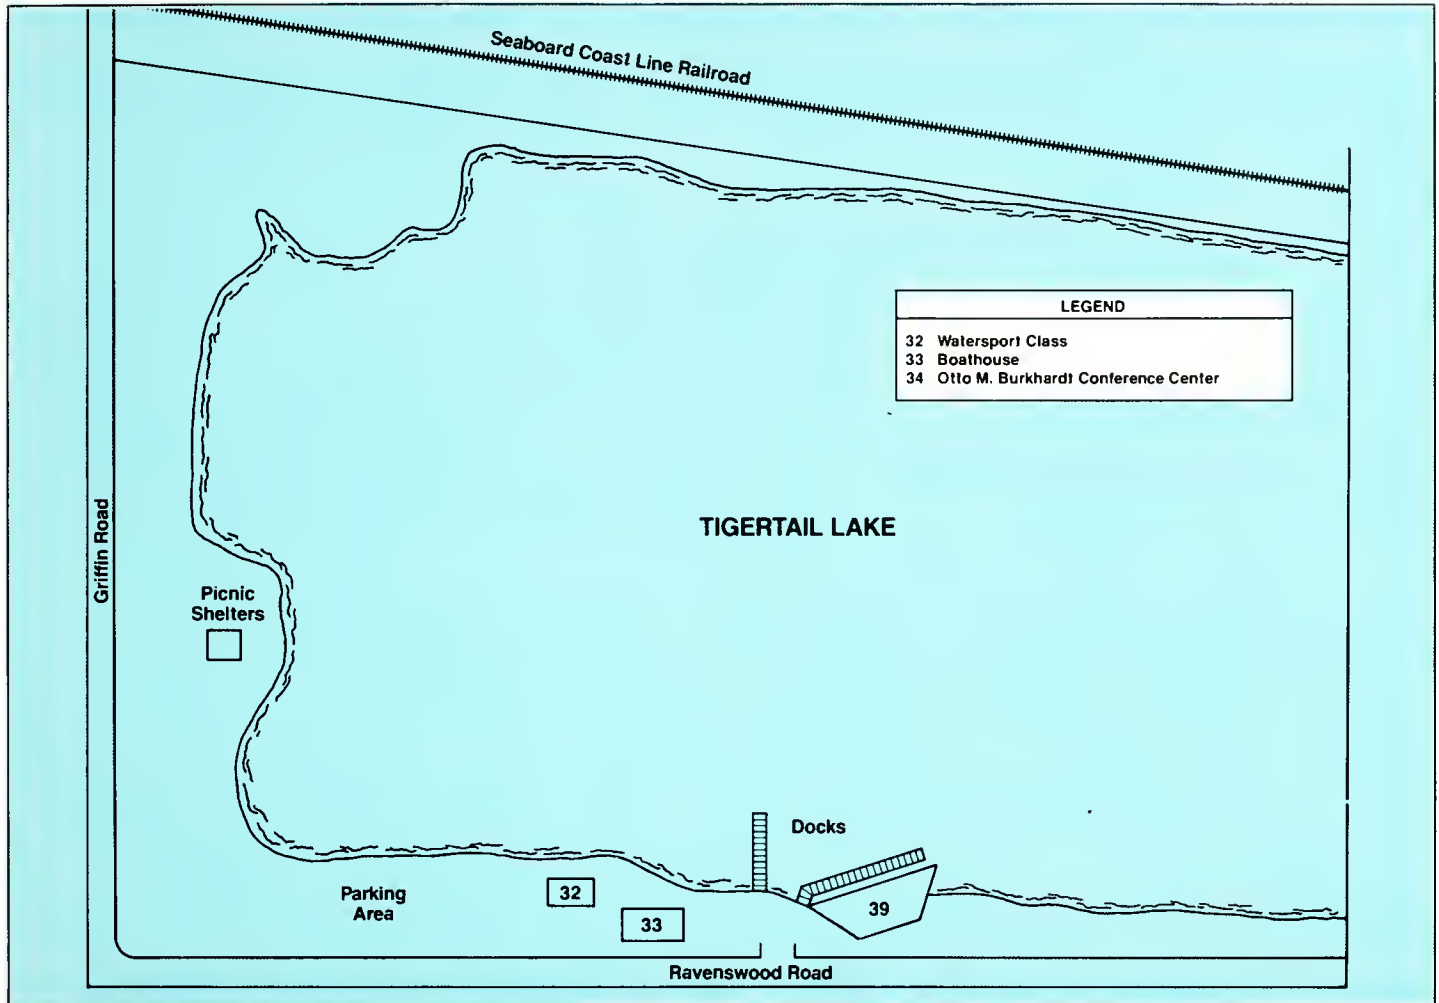 Seaboard Coast Line Railroad
LEGEND
32 Watersport Class
33 Boathouse
34 Otto M. Burkhardt Conference Center
TIGERTAIL LAKE
Griffin Road
Picnic
Shelters
Docks
Parking
Area
32
33
39
Ravenswood Road